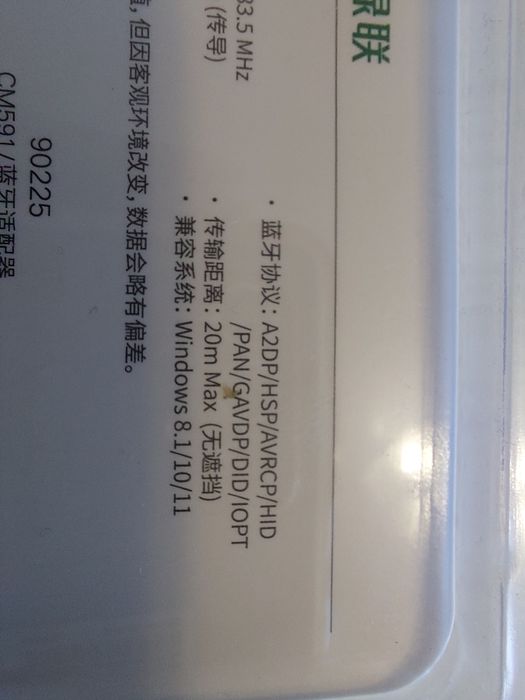 绿联
83.5 MHz
(传导)
· 蓝牙协议：A2DP/HSP/AVRCP/HID
/PAN/GAVDP/DID/IOPT
· 传输距离：20m Max (无遮挡)
· 兼容系统：Windows 8.1/10/11
，但因客观环境改变，数据会略有偏差。
90225
CM591/蓝牙适配器